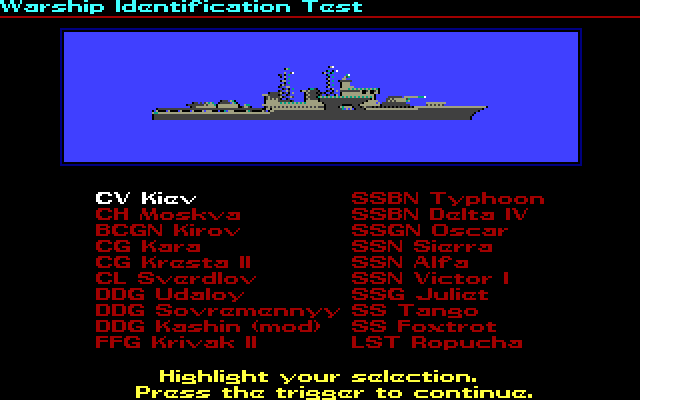 Warship Identification Test
CV Kiev
CH Moskva
BCGN Kirov
CG Kara
CG Kresta II
CL Sverdlov
DDG Udaloy
DDG Sovremennyy
DDG Kashin (mod)
FFG Krivak II
SSBN Typhoon
SSBN Delta IV
SSGN Oscar
SSN Sierra
SSN Alfa
SSN Victor I
SSG Juliet
SS Tango
SS Foxtrot
LST Ropucha
Highlight your selection.
Press the trigger to continue.